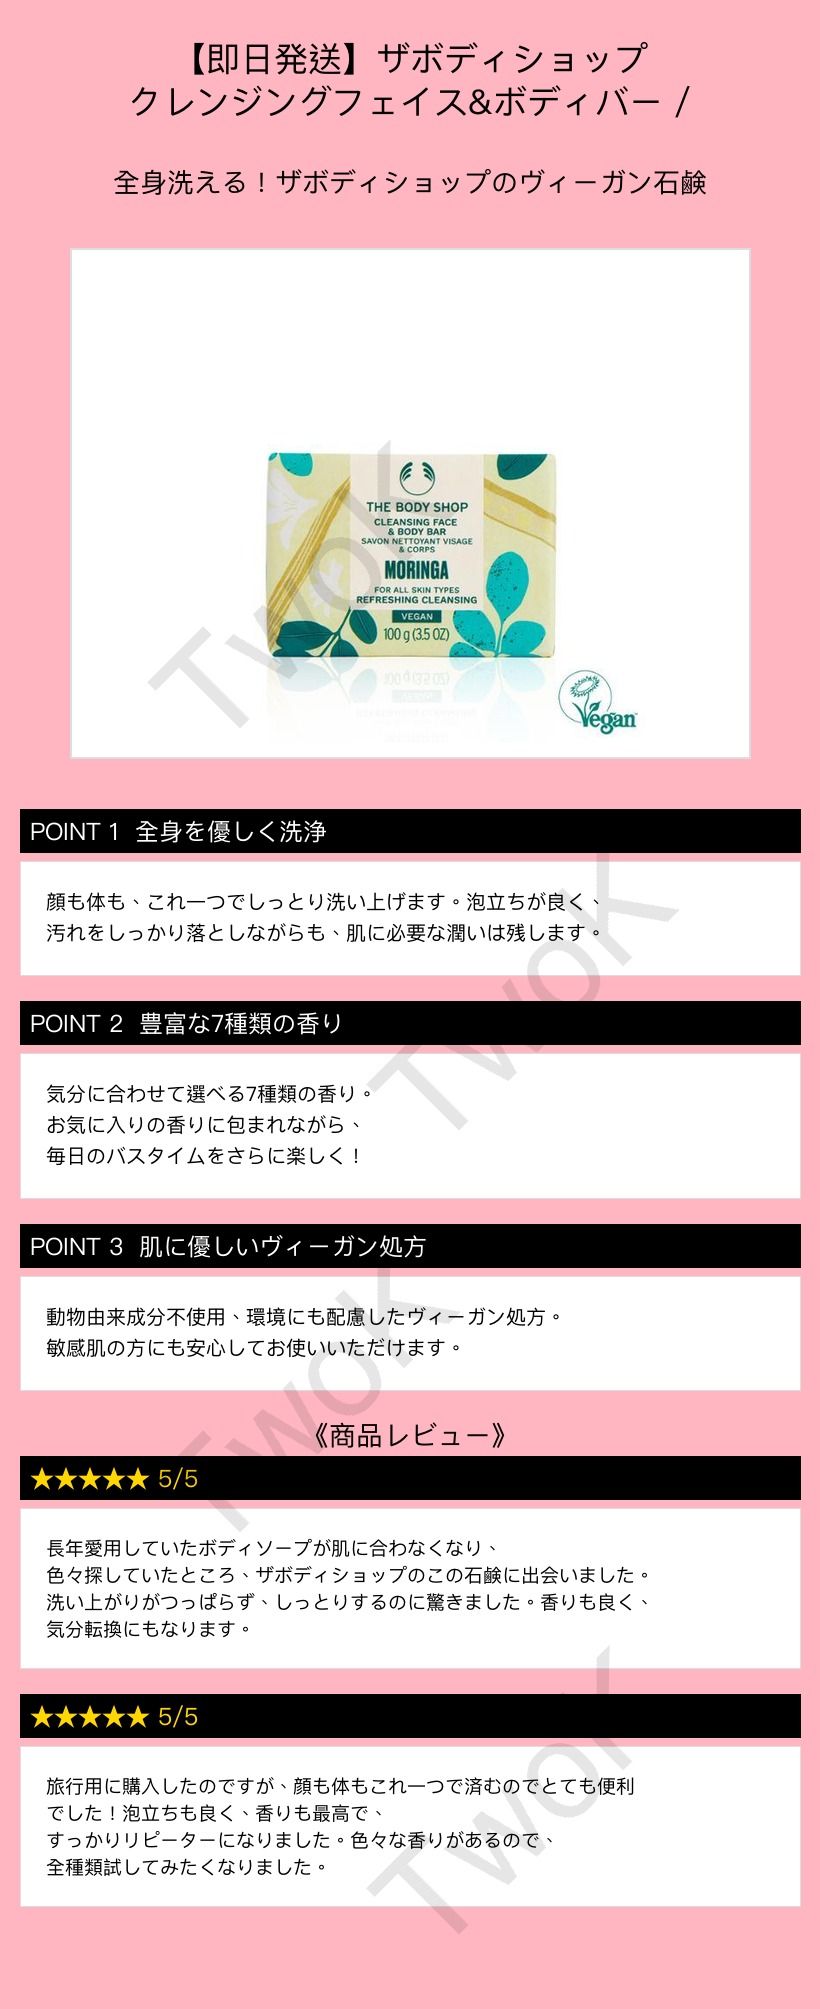 【即日発送】ザボディショップ
クレンジングフェイス&ボディバー /
全身洗える！ザボディショップのヴィーガン石鹸
THE BODY SHOP
CLEANSING FACE
& BODY BAR
SAVON NETTOYANT VISAGE
& CORPS
MORINGA
FOR ALL SKIN TYPES
REFRESHING CLEANSING
VEGAN
100 g (3.5 OZ)
Vegan
POINT 1 全身を優しく洗浄
顔も体も、これ一つでしっとり洗い上げます。泡立ちが良く、
汚れをしっかり落としながらも、肌に必要な潤いは残します。
POINT 2 豊富な7種類の香り
気分に合わせて選べる7種類の香り。
お気に入りの香りに包まれながら、
毎日のバスタイムをさらに楽しく！
POINT 3 肌に優しいヴィーガン処方
動物由来成分不使用、環境にも配慮したヴィーガン処方。
敏感肌の方にも安心してお使いいただけます。
《商品レビュー》
★★★★★ 5/5
長年愛用していたボディソープが肌に合わなくなり、
色々探していたところ、ザボディショップのこの石鹸に出会いました。
洗い上がりがつっぱらず、しっとりするのに驚きました。香りも良く、
気分転換にもなります。
★★★★★ 5/5
旅行用に購入したのですが、顔も体もこれ一つで済むのでとても便利
でした！泡立ちも良く、香りも最高で、
すっかりリピーターになりました。色々な香りがあるので、
全種類試してみたくなりました。
TwoK
TwoK
TwoK
TwoK